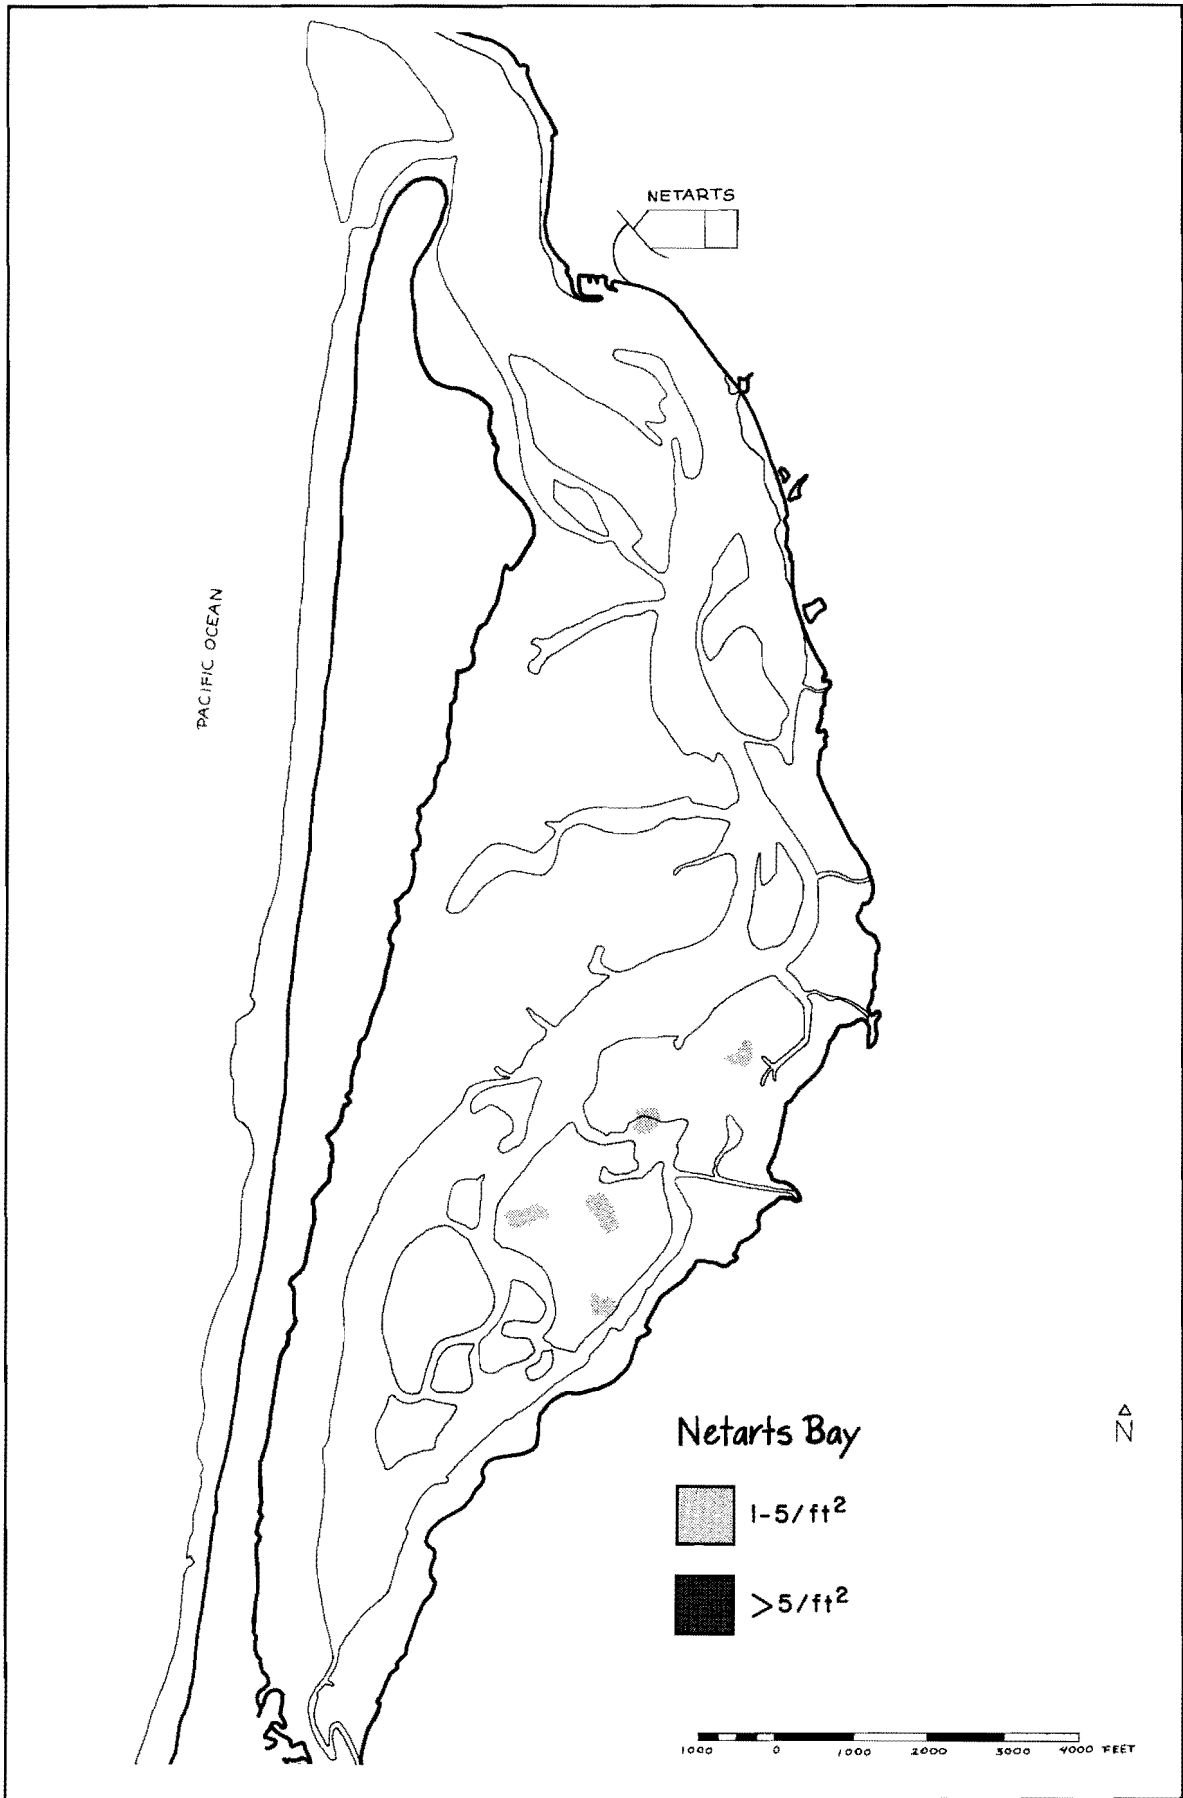 NETARTS
PACIFIC OCEAN
Netarts Bay
N
1-5/ft²
>5/ft²
1000 0 1000 2000 3000 4000 FEET